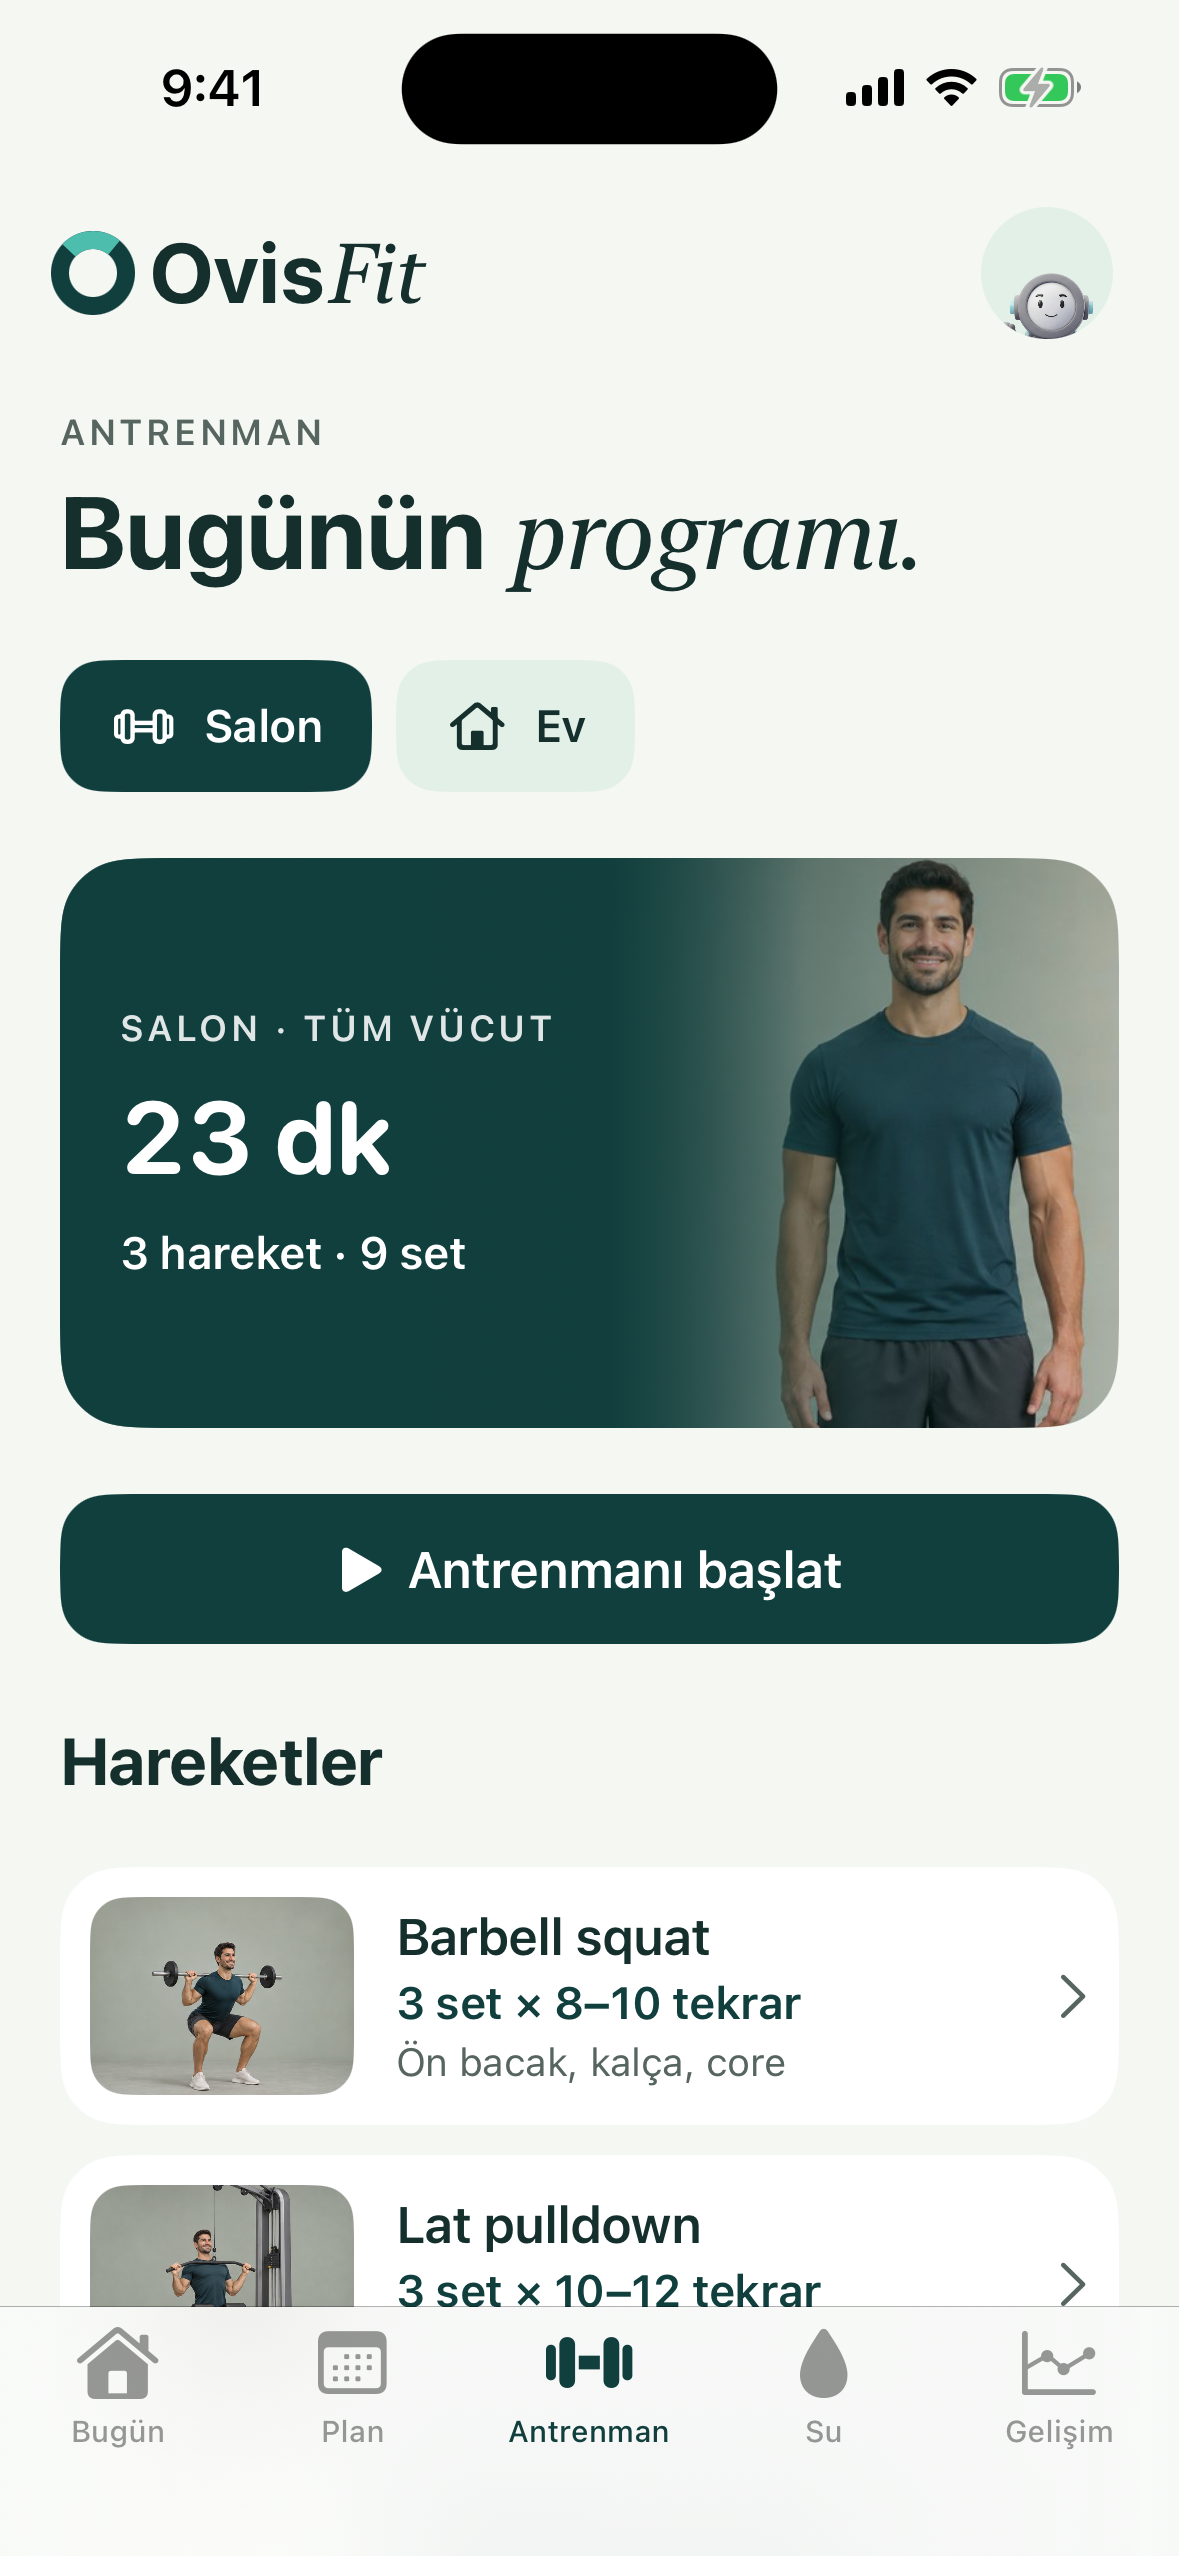 9:41
OvisFit
ANTRENMAN
Bugünün programı.
Salon
Ev
SALON · TÜM VÜCUT
23 dk
3 hareket · 9 set
Antrenmanı başlat
Hareketler
Barbell squat
3 set × 8–10 tekrar
Ön bacak, kalça, core
Lat pulldown
3 set × 10–12 tekrar
Bugün
Plan
Antrenman
Su
Gelişim